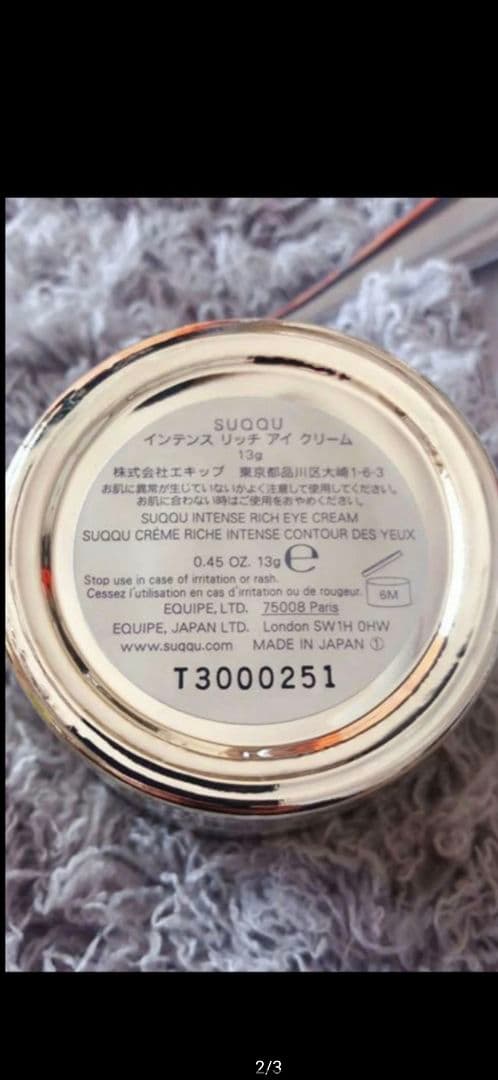 SUQQU
インテンス リッチ アイ クリーム
13g
株式会社エキップ 東京都品川区大崎1-6-3
お肌に異常が生じていないかよく注意して使用してください。
お肌に合わない時はご使用をおやめください。
SUQQU INTENSE RICH EYE CREAM
SUQQU CRÉME RICHE INTENSE CONTOUR DES YEUX
0.45 OZ. 13g ℮
Stop use in case of irritation or rash.
Cessez l'utilisation en cas d'irritation ou de rougeur.
6M
EQUIPE, LTD. 75008 Paris
EQUIPE, JAPAN LTD. London SW1H 0HW
www.suqqu.com MADE IN JAPAN ①
T3000251
2/3